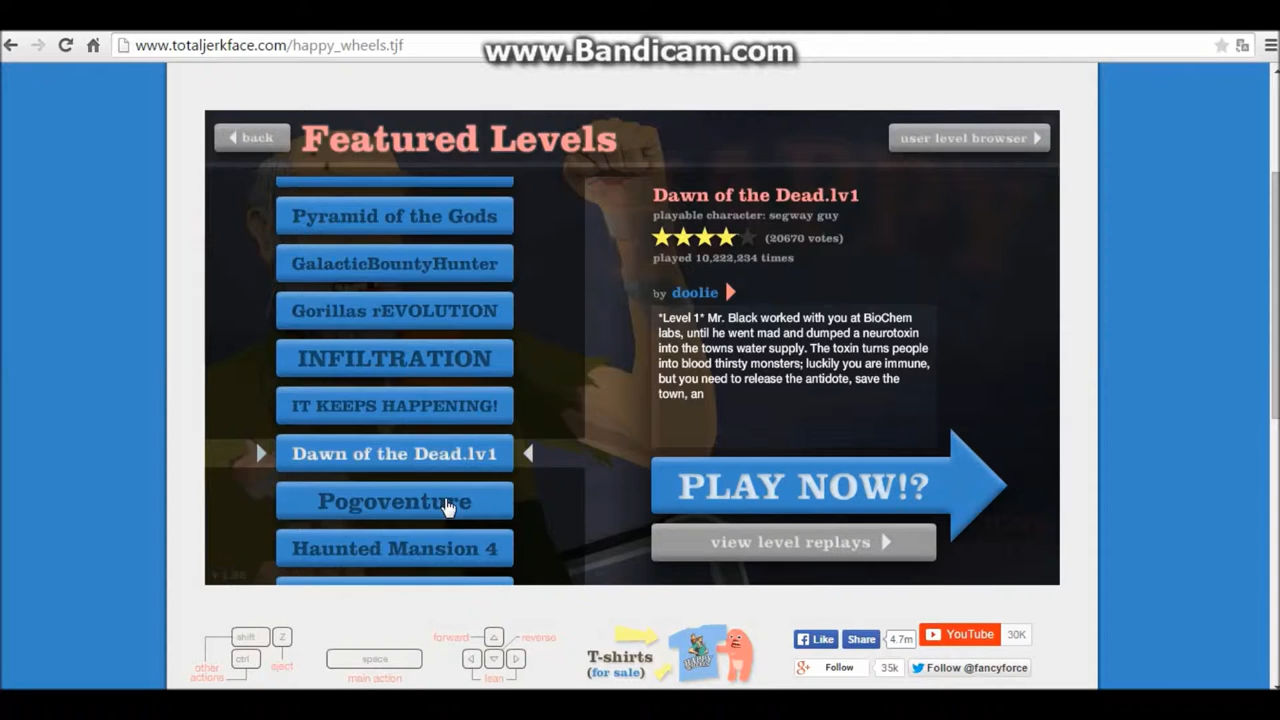 www.totaljerkface.com/happy_wheels.tjf
www.Bandicam.com
back
Featured Levels
user level browser
Pyramid of the Gods
GalacticBountyHunter
Gorillas rEVOLUTION
INFILTRATION
IT KEEPS HAPPENING!
Dawn of the Dead.lv1
Pogoventure
Haunted Mansion 4
Dawn of the Dead.lv1
playable character: segway guy
(20670 votes)
played 10,222,234 times
by doolie
*Level 1* Mr. Black worked with you at BioChem
labs, until he went mad and dumped a neurotoxin
into the towns water supply. The toxin turns people
into blood thirsty monsters; luckily you are immune,
but you need to release the antidote, save the
town, an
PLAY NOW!?
view level replays
shift
Z
ctrl
eject
other
actions
space
main action
forward
reverse
lean
T-shirts
(for sale)
Like
Share
4.7m
YouTube
30K
Follow
35k
Follow @fancyforce